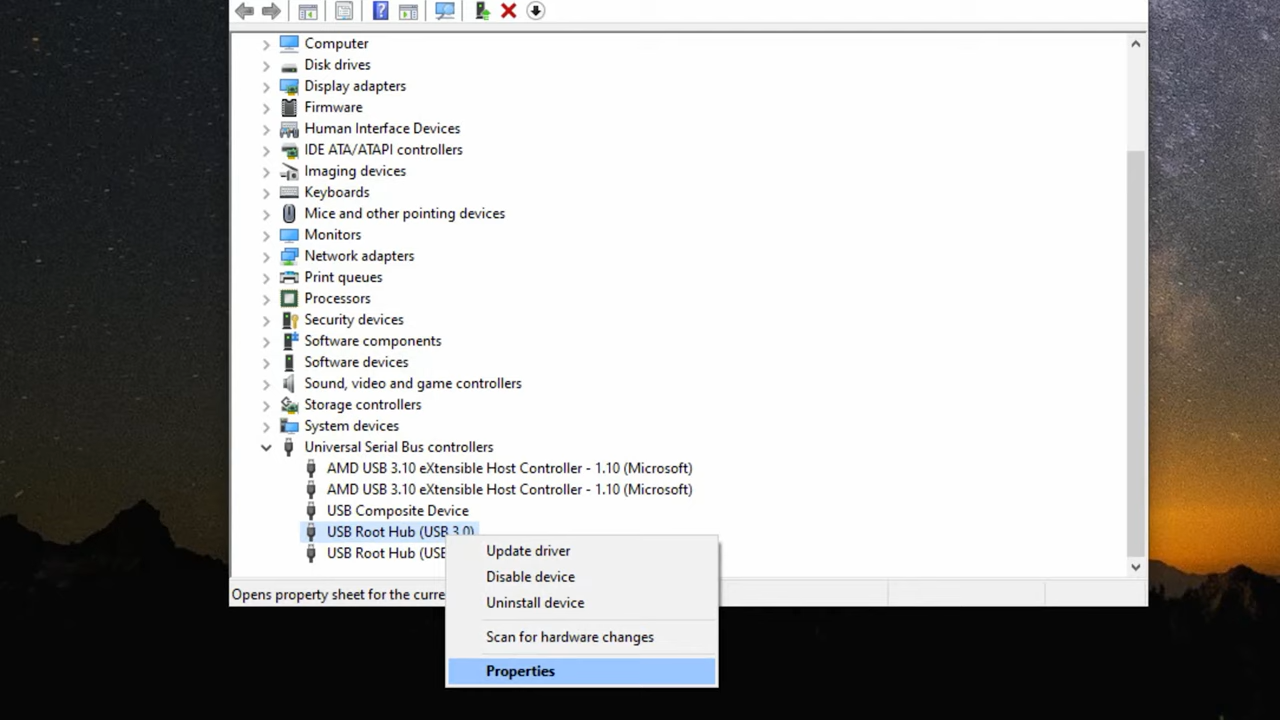 Computer
Disk drives
Display adapters
Firmware
Human Interface Devices
IDE ATA/ATAPI controllers
Imaging devices
Keyboards
Mice and other pointing devices
Monitors
Network adapters
Print queues
Processors
Security devices
Software components
Software devices
Sound, video and game controllers
Storage controllers
System devices
Universal Serial Bus controllers
AMD USB 3.10 eXtensible Host Controller - 1.10 (Microsoft)
AMD USB 3.10 eXtensible Host Controller - 1.10 (Microsoft)
USB Composite Device
USB Root Hub (USB 3.0)
USB Root Hub (USB
Update driver
Disable device
Uninstall device
Scan for hardware changes
Properties
Opens property sheet for the curre